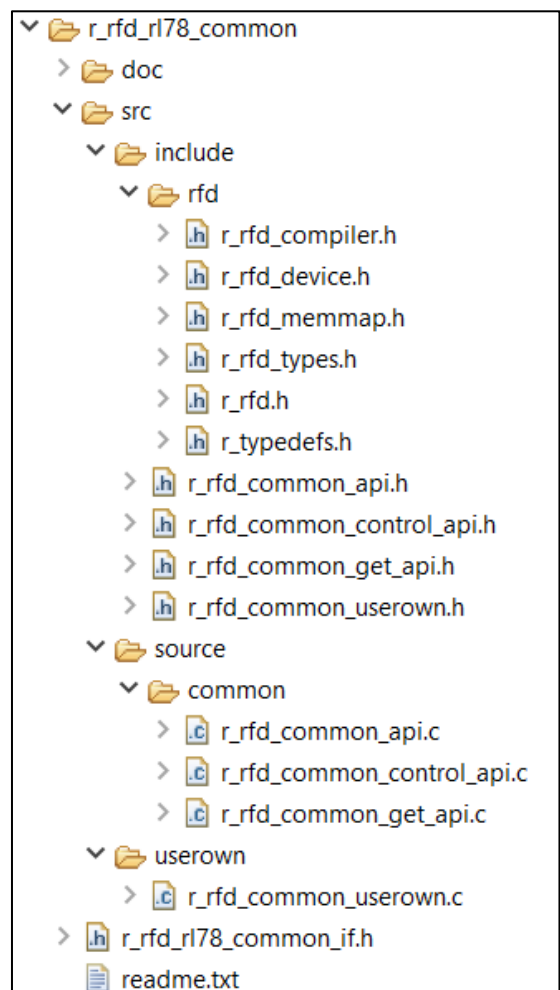 r_rfd_rl78_common
doc
src
include
rfd
r_rfd_compiler.h
r_rfd_device.h
r_rfd_memmap.h
r_rfd_types.h
r_rfd.h
r_typedefs.h
r_rfd_common_api.h
r_rfd_common_control_api.h
r_rfd_common_get_api.h
r_rfd_common_userown.h
source
common
r_rfd_common_api.c
r_rfd_common_control_api.c
r_rfd_common_get_api.c
userown
r_rfd_common_userown.c
r_rfd_rl78_common_if.h
readme.txt